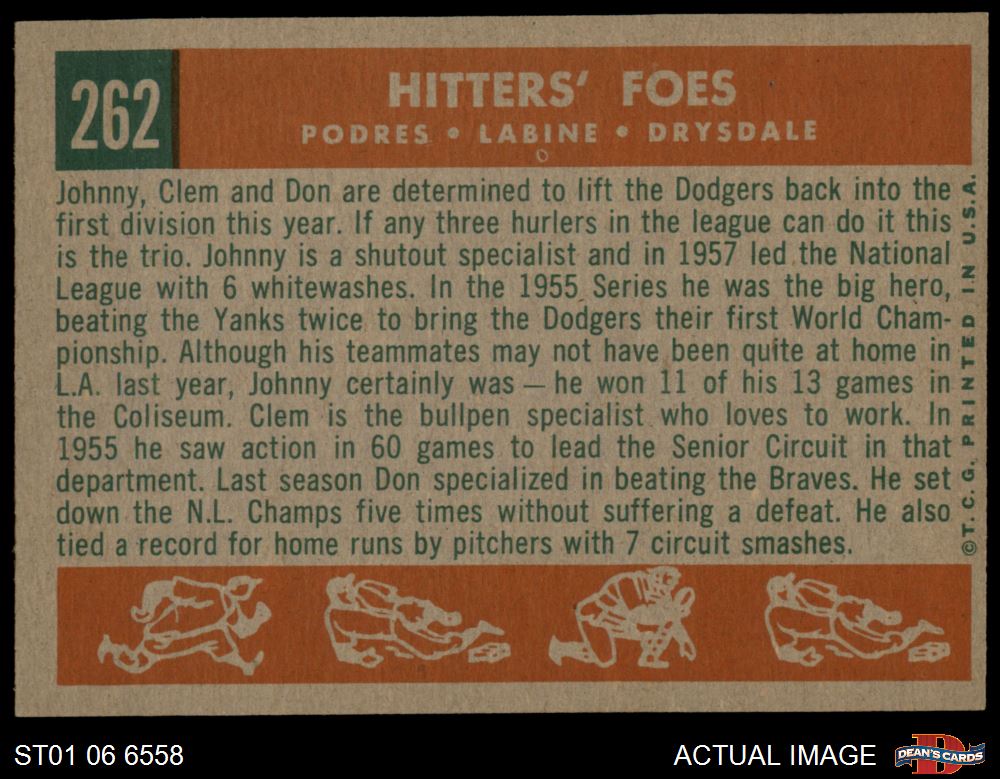 262
HITTERS' FOES
PODRES • LABINE • DRYSDALE
Johnny, Clem and Don are determined to lift the Dodgers back into the
first division this year. If any three hurlers in the league can do it this
is the trio. Johnny is a shutout specialist and in 1957 led the National
League with 6 whitewashes. In the 1955 Series he was the big hero,
beating the Yanks twice to bring the Dodgers their first World Cham-
pionship. Although his teammates may not have been quite at home in
L.A. last year, Johnny certainly was — he won 11 of his 13 games in
the Coliseum. Clem is the bullpen specialist who loves to work. In
1955 he saw action in 60 games to lead the Senior Circuit in that
department. Last season Don specialized in beating the Braves. He set
down the N.L. Champs five times without suffering a defeat. He also
tied a record for home runs by pitchers with 7 circuit smashes.
©T.C.G. PRINTED IN U.S.A.
ST01 06 6558
ACTUAL IMAGE
D
DEAN'S CARDS